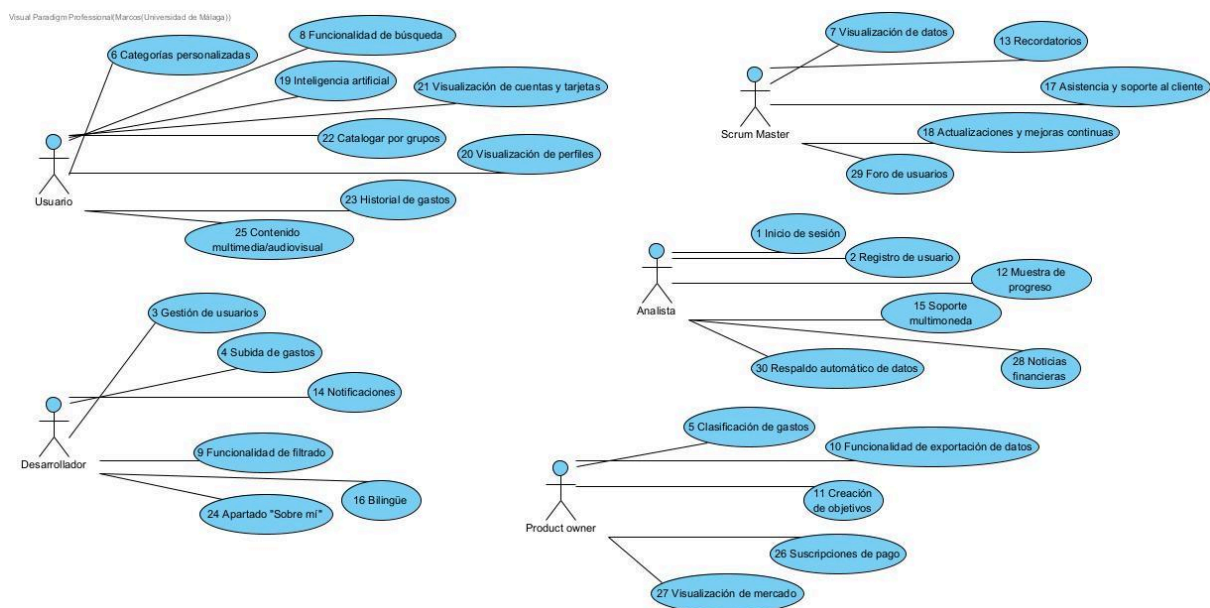 Visual Paradigm Professional(Marcos(Universidad de Málaga))
6 Categorías personalizadas
8 Funcionalidad de búsqueda
19 Inteligencia artificial
21 Visualización de cuentas y tarjetas
22 Catalogar por grupos
20 Visualización de perfiles
Usuario
23 Historial de gastos
25 Contenido
multimedia/audiovisual
7 Visualización de datos
13 Recordatorios
17 Asistencia y soporte al cliente
Scrum Master
18 Actualizaciones y mejoras continuas
29 Foro de usuarios
1 Inicio de sesión
2 Registro de usuario
12 Muestra de
progreso
Analista
15 Soporte
multimoneda
30 Respaldo automático de datos
28 Noticias
financieras
3 Gestión de usuarios
4 Subida de gastos
14 Notificaciones
Desarrollador
9 Funcionalidad de filtrado
16 Bilingüe
24 Apartado "Sobre mí"
5 Clasificación de gastos
10 Funcionalidad de exportación de datos
11 Creación
de objetivos
Product owner
26 Suscripciones de pago
27 Visualización de mercado